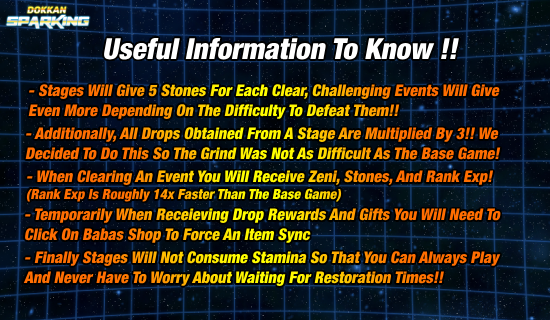 DOKKAN
SPARKING
Useful Information To Know !!
- Stages Will Give 5 Stones For Each Clear, Challenging Events Will Give
Even More Depending On The Difficulty To Defeat Them!!
- Additionally, All Drops Obtained From A Stage Are Multiplied By 3!! We
Decided To Do This So The Grind Was Not As Difficult As The Base Game!
- When Clearing An Event You Will Receive Zeni, Stones, And Rank Exp!
(Rank Exp Is Roughly 14x Faster Than The Base Game)
- Temporarily When Receieving Drop Rewards And Gifts You Will Need To
Click On Babas Shop To Force An Item Sync
- Finally Stages Will Not Consume Stamina So That You Can Always Play
And Never Have To Worry About Waiting For Restoration Times!!